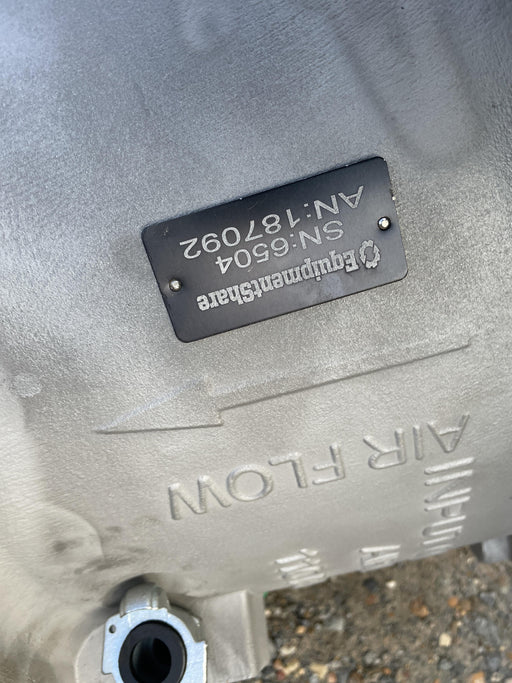 EquipmentShare
SN:6504
AN:187092
AIR FLOW